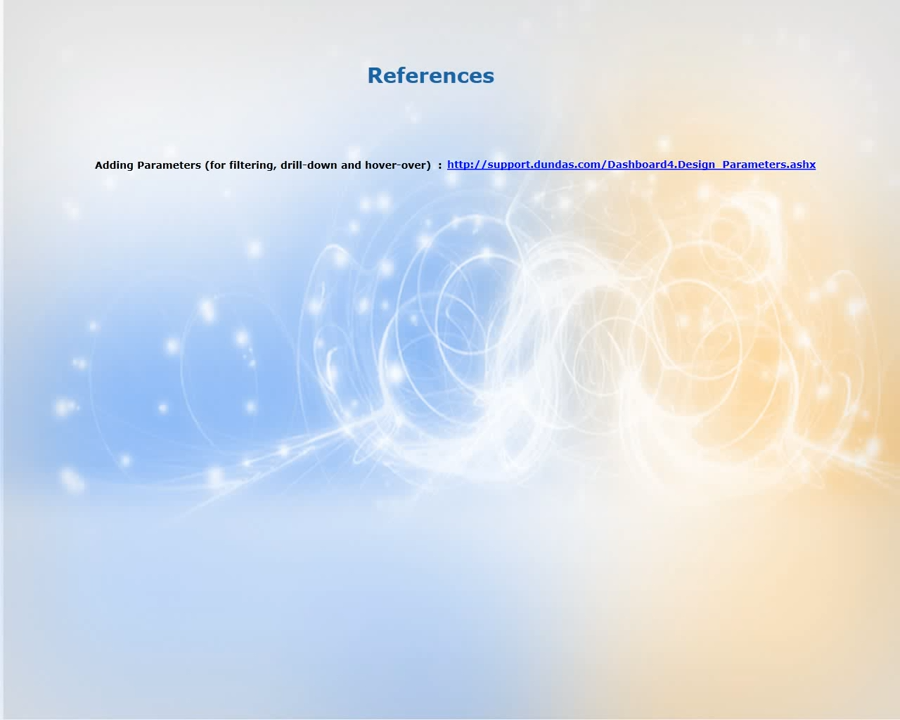 References
Adding Parameters (for filtering, drill-down and hover-over) : http://support.dundas.com/Dashboard4.Design_Parameters.ashx